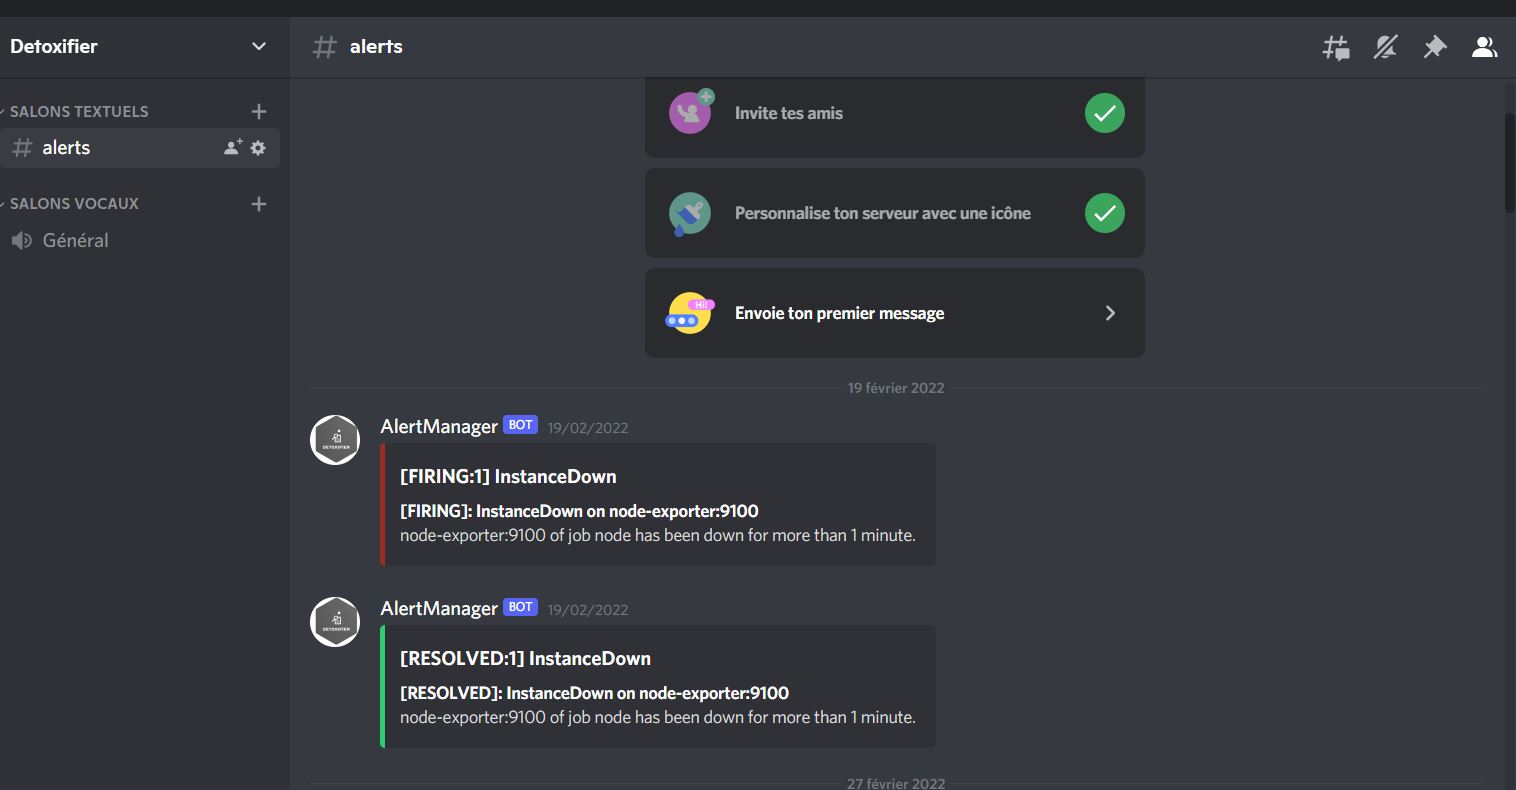 Detoxifier
alerts
SALONS TEXTUELS
alerts
SALONS VOCAUX
Général
Invite tes amis
Personnalise ton serveur avec une icône
Hi!
Envoie ton premier message
19 février 2022
DETOXIFIER
AlertManager BOT 19/02/2022
[FIRING:1] InstanceDown
[FIRING]: InstanceDown on node-exporter:9100
node-exporter:9100 of job node has been down for more than 1 minute.
DETOXIFIER
AlertManager BOT 19/02/2022
[RESOLVED:1] InstanceDown
[RESOLVED]: InstanceDown on node-exporter:9100
node-exporter:9100 of job node has been down for more than 1 minute.
27 février 2022